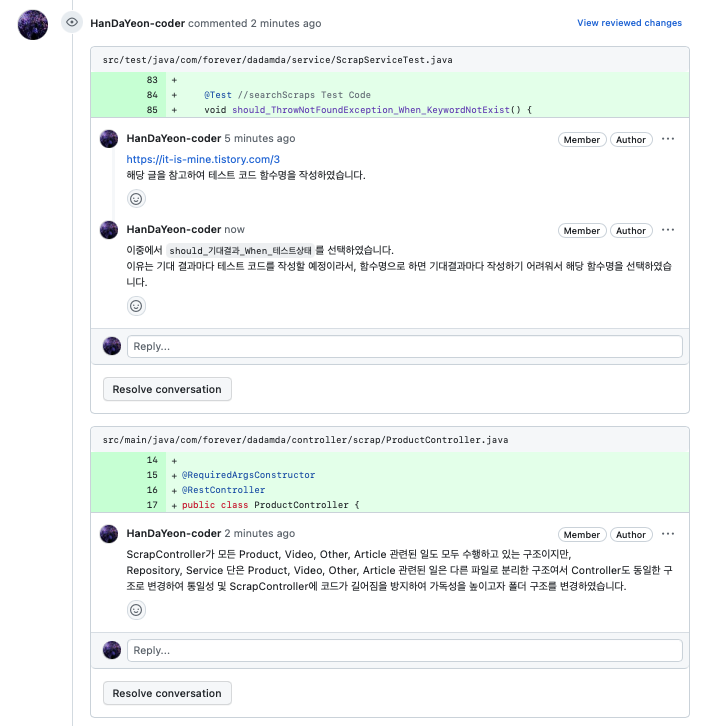 HanDaYeon-coder commented 2 minutes ago View reviewed changes
src/test/java/com/forever/dadamda/service/ScrapServiceTest.java
83 +
84 + @Test //searchScraps Test Code
85 + void should_ThrowNotFoundException_When_KeywordNotExist() {
HanDaYeon-coder 5 minutes ago Member Author ...
https://it-is-mine.tistory.com/3
해당 글을 참고하여 테스트 코드 함수명을 작성하였습니다.
HanDaYeon-coder now Member Author ...
이중에서 should_기대결과_When_테스트상태 를 선택하였습니다.
이유는 기대 결과마다 테스트 코드를 작성할 예정이라서, 함수명으로 하면 기대결과마다 작성하기 어려워서 해당 함수명을 선택하였습
니다.
Reply...
Resolve conversation
src/main/java/com/forever/dadamda/controller/scrap/ProductController.java
14 +
15 + @RequiredArgsConstructor
16 + @RestController
17 + public class ProductController {
HanDaYeon-coder 2 minutes ago Member Author ...
ScrapController가 모든 Product, Video, Other, Article 관련된 일도 모두 수행하고 있는 구조이지만,
Repository, Service 단은 Product, Video, Other, Article 관련된 일은 다른 파일로 분리한 구조여서 Controller도 동일한 구
조로 변경하여 통일성 및 ScrapController에 코드가 길어짐을 방지하여 가독성을 높이고자 폴더 구조를 변경하였습니다.
Reply...
Resolve conversation